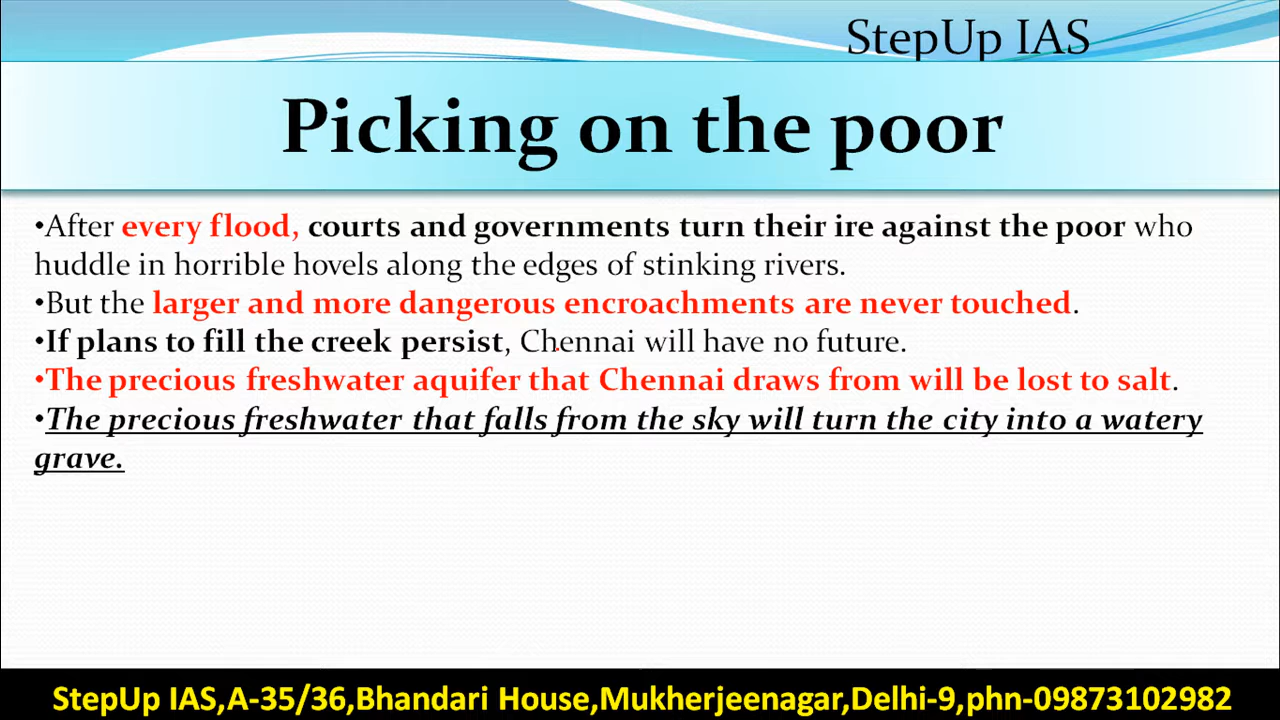 StepUp IAS
Picking on the poor
•After every flood, courts and governments turn their ire against the poor who
huddle in horrible hovels along the edges of stinking rivers.
•But the larger and more dangerous encroachments are never touched.
•If plans to fill the creek persist, Chennai will have no future.
•The precious freshwater aquifer that Chennai draws from will be lost to salt.
•The precious freshwater that falls from the sky will turn the city into a watery
grave.
StepUp IAS,A-35/36,Bhandari House,Mukherjeenagar,Delhi-9,phn-09873102982